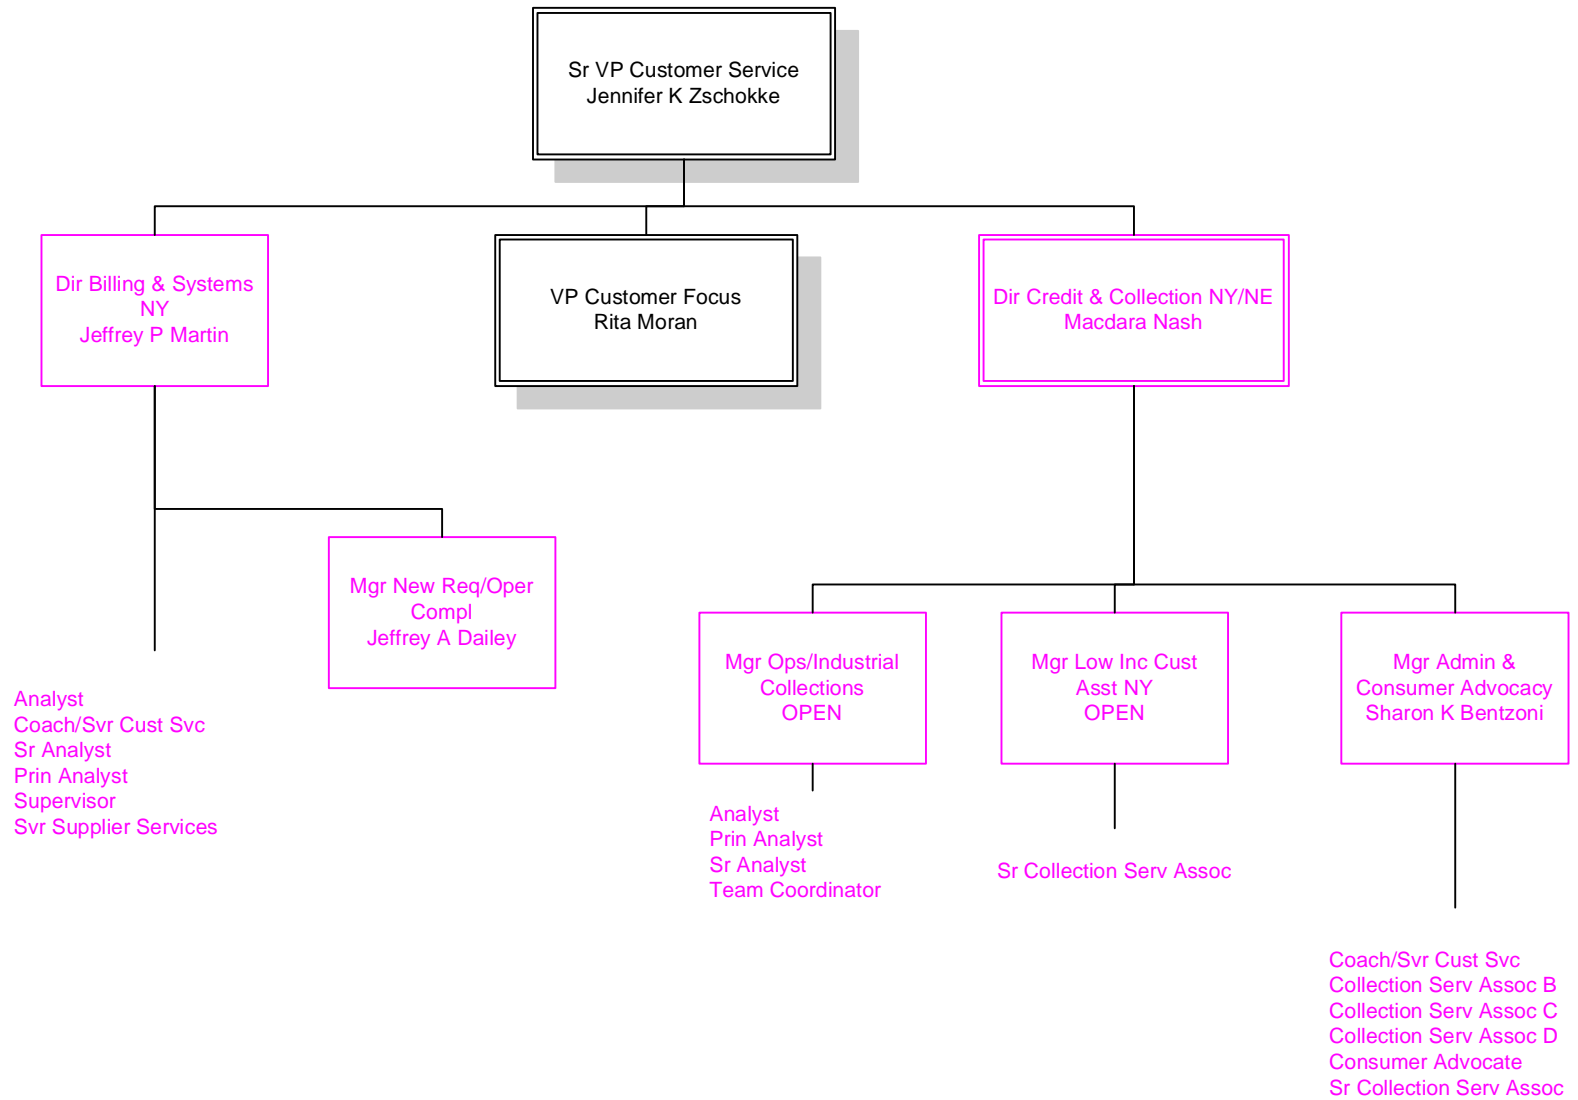 Sr VP Customer Service
Jennifer K Zschokke
Dir Billing & Systems
NY
Jeffrey P Martin
VP Customer Focus
Rita Moran
Dir Credit & Collection NY/NE
Macdara Nash
Mgr New Req/Oper
Compl
Jeffrey A Dailey
Mgr Ops/Industrial
Collections
OPEN
Mgr Low Inc Cust
Asst NY
OPEN
Mgr Admin &
Consumer Advocacy
Sharon K Bentzoni
Analyst
Coach/Svr Cust Svc
Sr Analyst
Prin Analyst
Supervisor
Svr Supplier Services
Analyst
Prin Analyst
Sr Analyst
Team Coordinator
Sr Collection Serv Assoc
Coach/Svr Cust Svc
Collection Serv Assoc B
Collection Serv Assoc C
Collection Serv Assoc D
Consumer Advocate
Sr Collection Serv Assoc